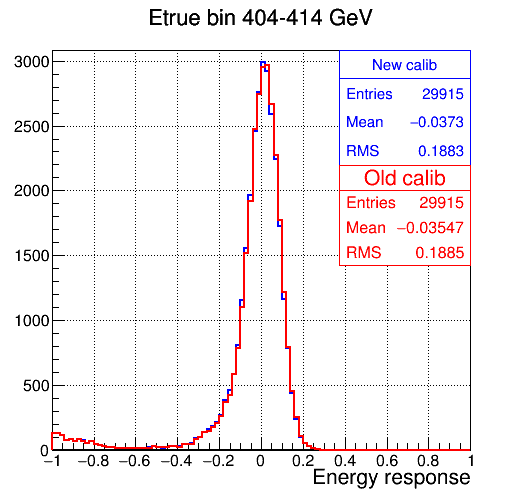 Etrue bin 404-414 GeV
New calib
Entries 29915
Mean −0.0373
RMS 0.1883
Old calib
Entries 29915
Mean −0.03547
RMS 0.1885
3000
2500
2000
1500
1000
500
0
−1 −0.8 −0.6 −0.4 −0.2 0 0.2 0.4 0.6 0.8 1
Energy response